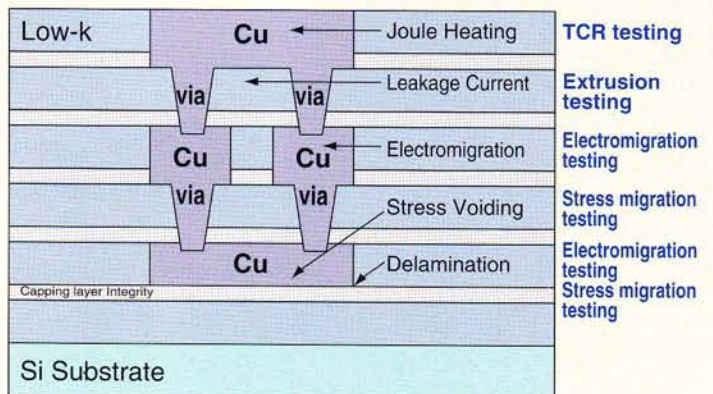 Low-k
Cu
Joule Heating
TCR testing
via
via
Leakage Current
Extrusion
testing
Cu
Cu
Electromigration
Electromigration
testing
via
via
Stress Voiding
Stress migration
testing
Cu
Delamination
Electromigration
testing
Capping layer Integrity
Stress migration
testing
Si Substrate